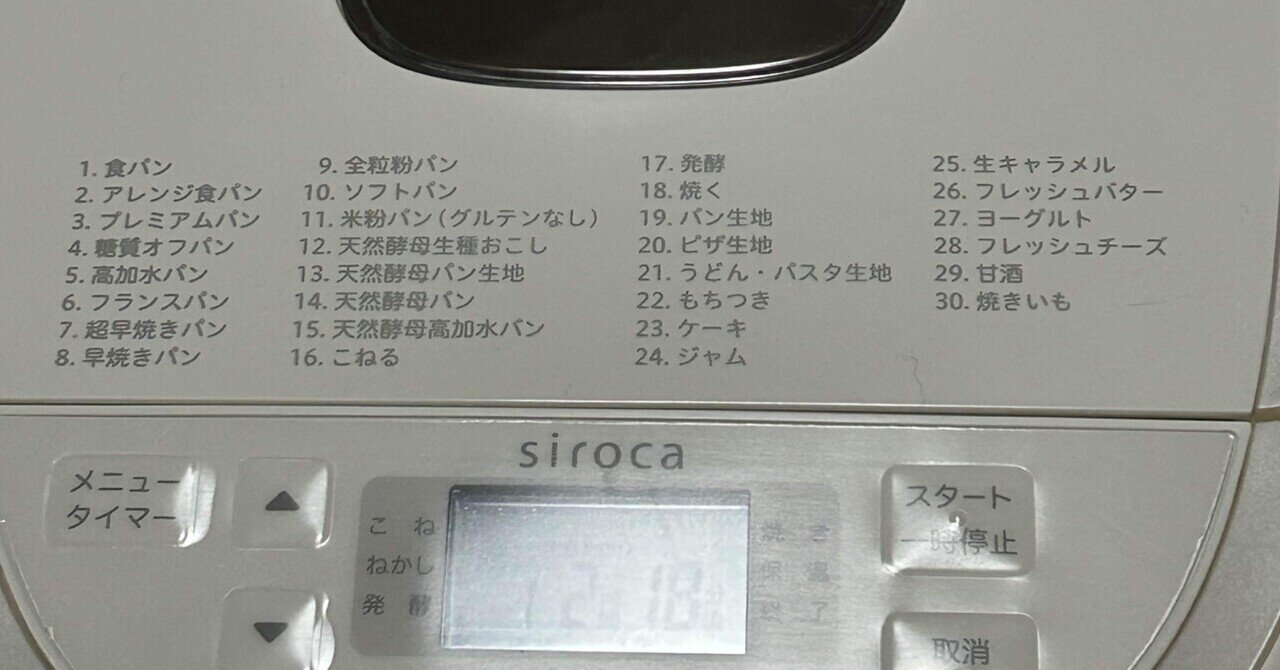 1. 食パン
2. アレンジ食パン
3. プレミアムパン
4. 糖質オフパン
5. 高加水パン
6. フランスパン
7. 超早焼きパン
8. 早焼きパン
9. 全粒粉パン
10. ソフトパン
11. 米粉パン(グルテンなし)
12. 天然酵母生種おこし
13. 天然酵母パン生地
14. 天然酵母パン
15. 天然酵母高加水パン
16. こねる
17. 発酵
18. 焼く
19. パン生地
20. ピザ生地
21. うどん・パスタ生地
22. もちつき
23. ケーキ
24. ジャム
25. 生キャラメル
26. フレッシュバター
27. ヨーグルト
28. フレッシュチーズ
29. 甘酒
30. 焼きいも
siroca
メニュー
タイマー
▲
▼
こね
ねかし
発酵
焼き
保温
終了
スタート
一時停止
取消